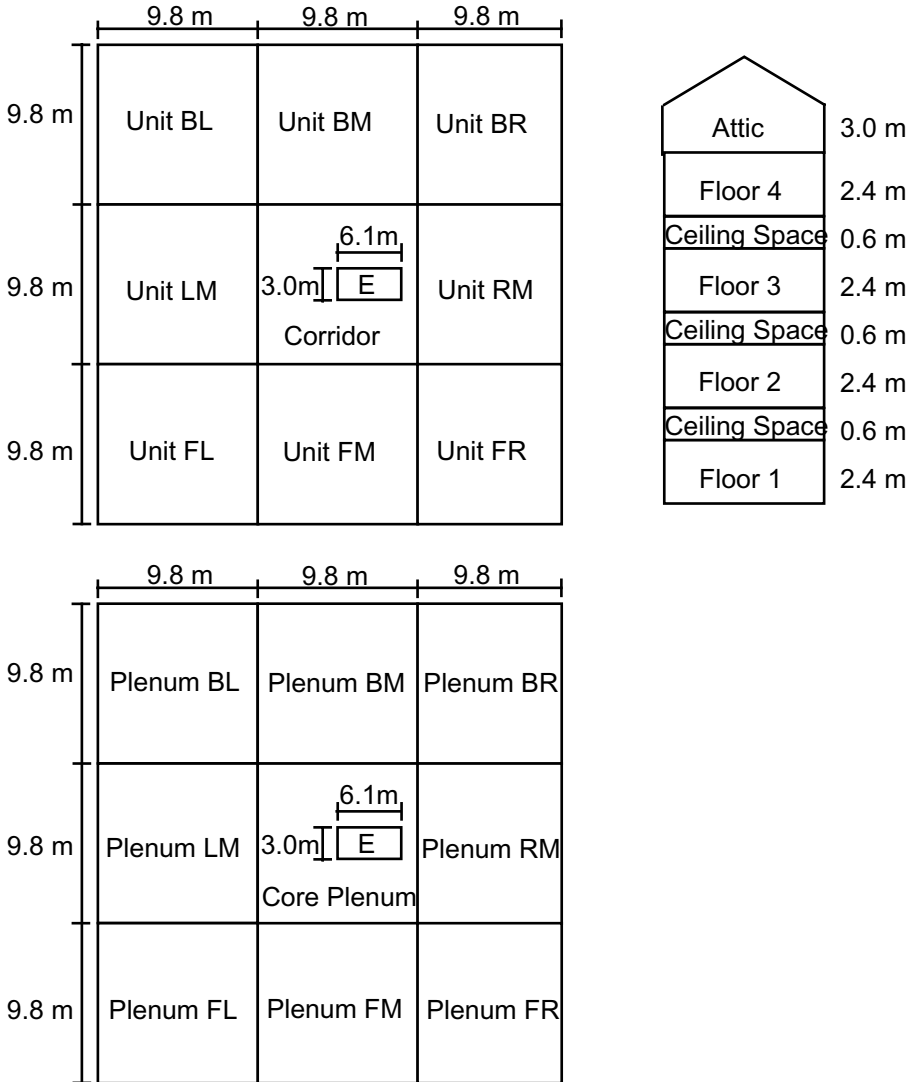 9.8 m 9.8 m 9.8 m
9.8 m
Unit BL Unit BM Unit BR
9.8 m
Unit LM
6.1m
3.0m
E
Corridor
Unit RM
9.8 m
Unit FL Unit FM Unit FR
Attic 3.0 m
Floor 4 2.4 m
Ceiling Space 0.6 m
Floor 3 2.4 m
Ceiling Space 0.6 m
Floor 2 2.4 m
Ceiling Space 0.6 m
Floor 1 2.4 m
9.8 m 9.8 m 9.8 m
9.8 m
Plenum BL Plenum BM Plenum BR
9.8 m
Plenum LM
6.1m
3.0m
E
Core Plenum
Plenum RM
9.8 m
Plenum FL Plenum FM Plenum FR